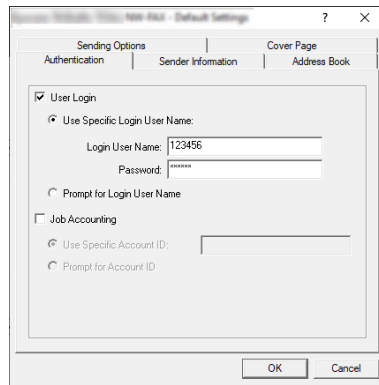 NW-FAX - Default Settings
?
Sending Options
Cover Page
Authentication
Sender Information
Address Book
User Login
Use Specific Login User Name:
Login User Name: 123456
Password: ******
Prompt for Login User Name
Job Accounting
Use Specific Account ID:
Prompt for Account ID
OK
Cancel